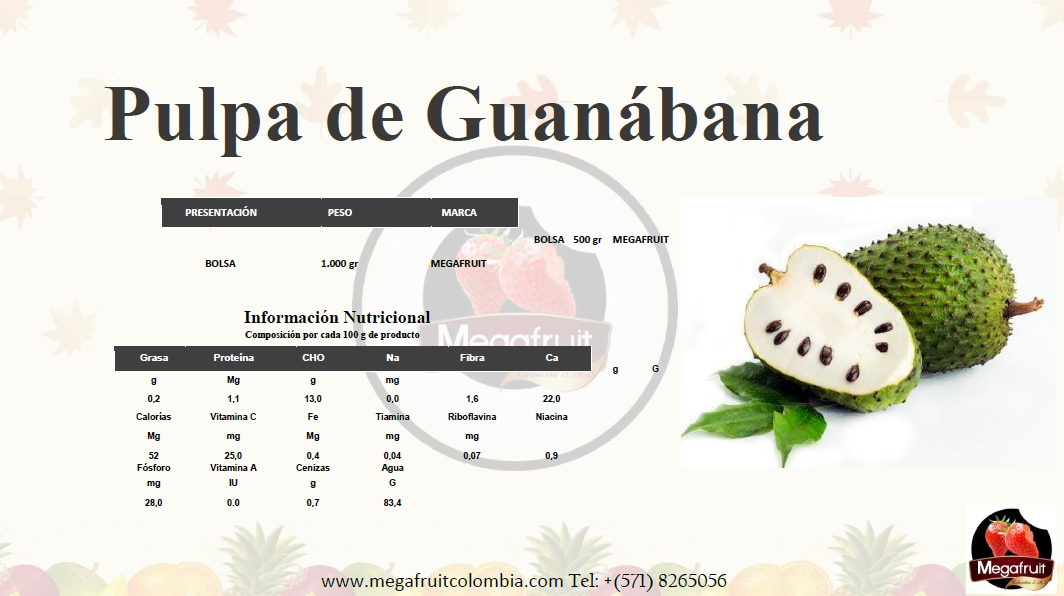 Pulpa de Guanábana
PRESENTACIÓN PESO MARCA
BOLSA 500 gr MEGAFRUIT
BOLSA 1.000 gr MEGAFRUIT
Información Nutricional
Composición por cada 100 g de producto
Megafruit
Grasa Proteína CHO Na Fibra Ca
g G
g Mg g mg
0,2 1,1 13,0 0,0 1,6 22,0
Calorías Vitamina C Fe Tiamina Riboflavina Niacina
Mg mg Mg mg mg
52 25,0 0,4 0,04 0,07 0,9
Fósforo Vitamina A Cenizas Agua
mg IU g G
28,0 0.0 0,7 83,4
Megafruit
www.megafruitcolombia.com Tel: +(571) 8265056